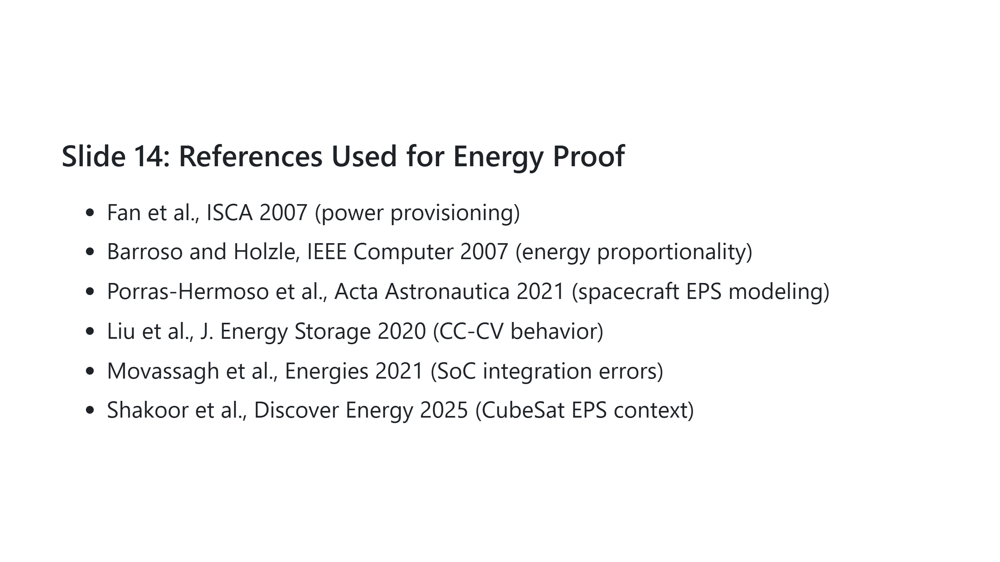 Slide 14: References Used for Energy Proof
• Fan et al., ISCA 2007 (power provisioning)
• Barroso and Holzle, IEEE Computer 2007 (energy proportionality)
• Porras-Hermoso et al., Acta Astronautica 2021 (spacecraft EPS modeling)
• Liu et al., J. Energy Storage 2020 (CC-CV behavior)
• Movassagh et al., Energies 2021 (SoC integration errors)
• Shakoor et al., Discover Energy 2025 (CubeSat EPS context)